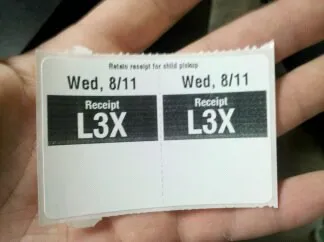 Retain receipt for child pickup
Wed, 8/11
Receipt
L3X
Wed, 8/11
Receipt
L3X